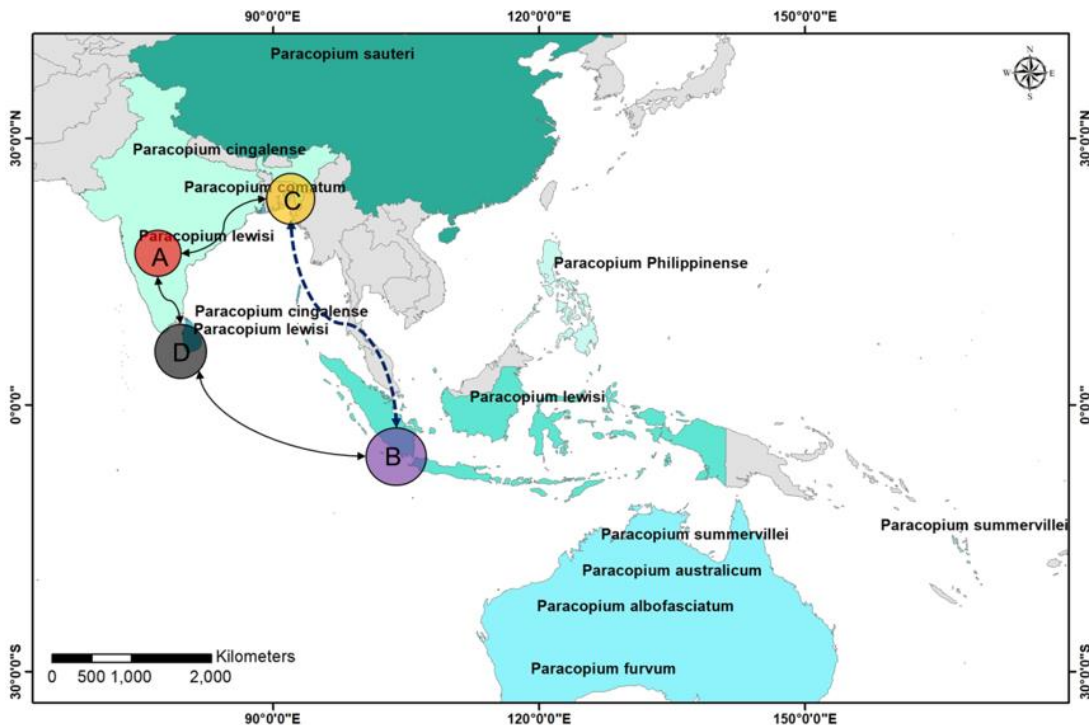 90°0'0"E 120°0'0"E 150°0'0"E
Paracopium sauteri
N
W E
S
30°0'0"N 30°0'0"N
Paracopium cingalense
Paracopium comatum
C
Paracopium lewisi
A
Paracopium Philippinense
Paracopium cingalense
Paracopium lewisi
D
Paracopium lewisi
0°0'0" 0°0'0"
B
Paracopium summervillei
Paracopium summervillei
Paracopium australicum
Paracopium albofasciatum
Kilometers
0 500 1,000 2,000
Paracopium furvum
30°0'0"S 30°0'0"S
90°0'0"E 120°0'0"E 150°0'0"E